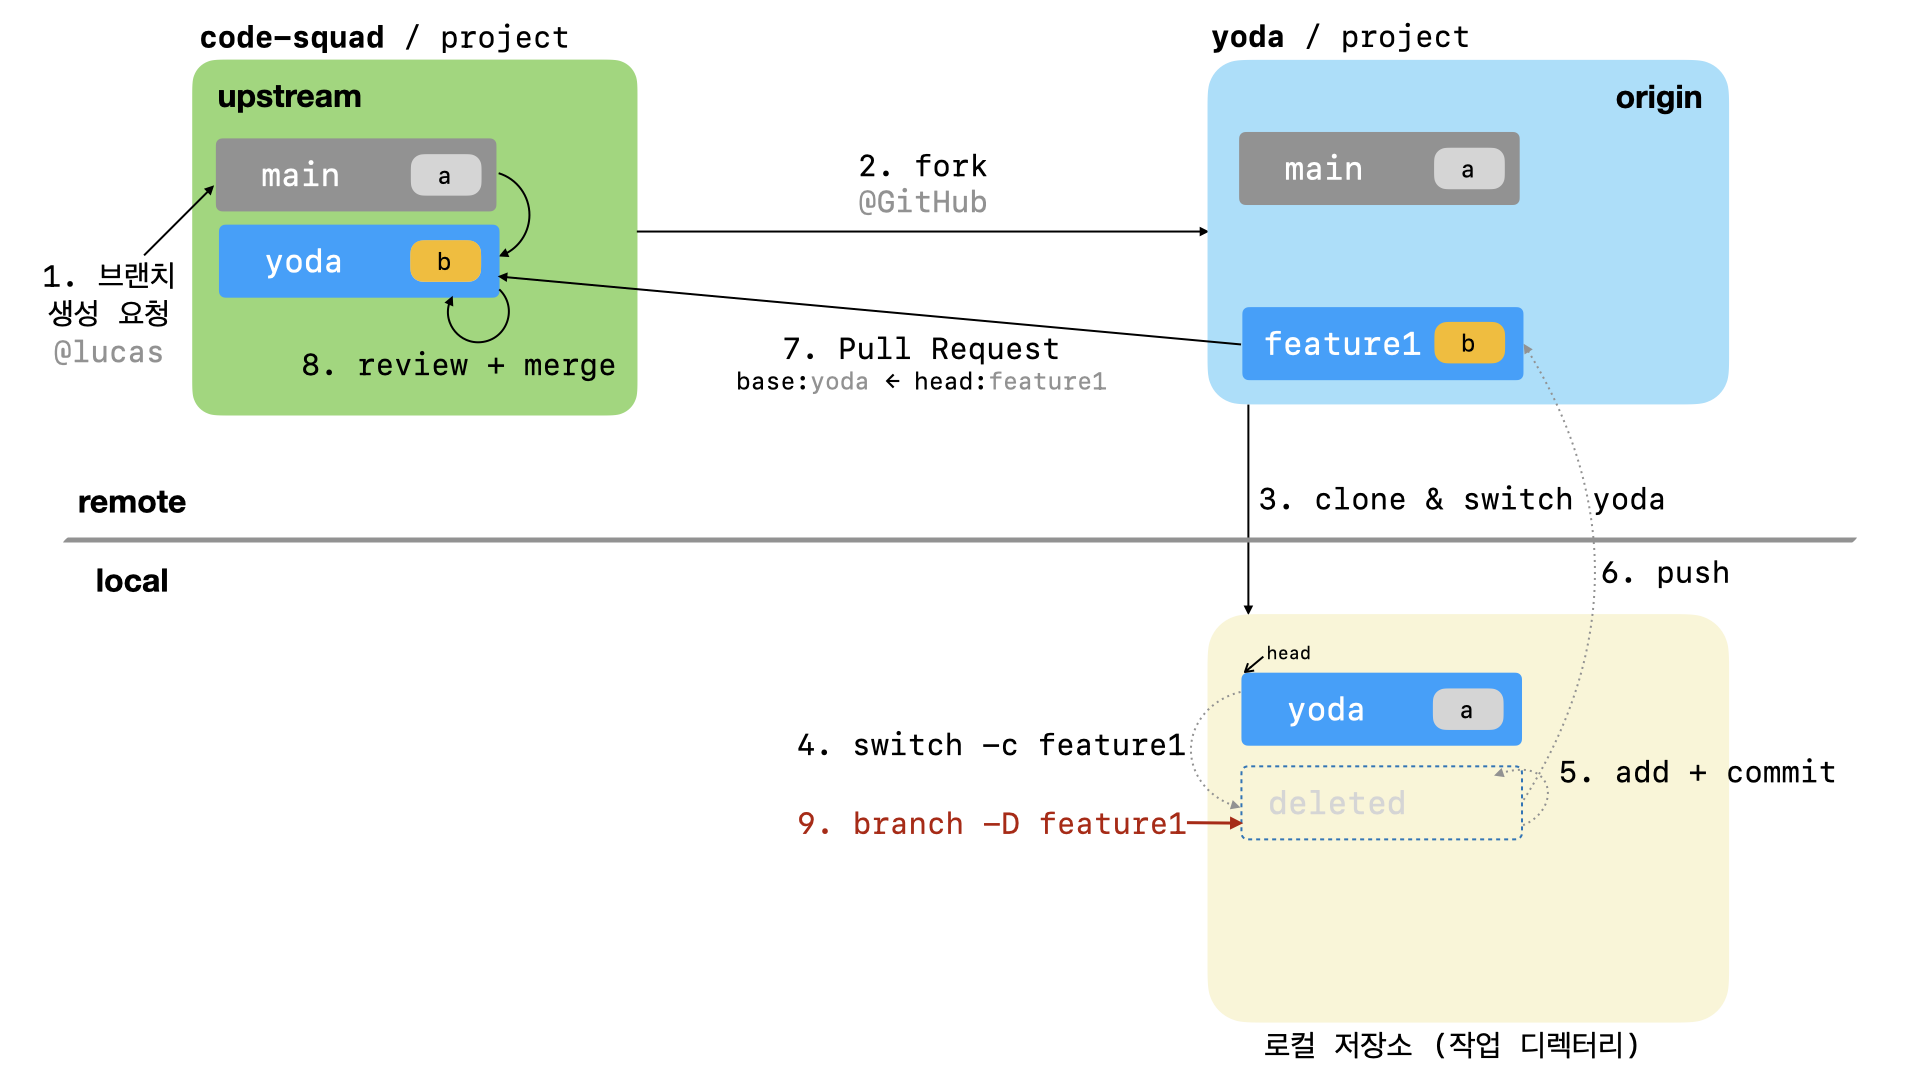 code-squad / project
upstream
main a
yoda b
1. 브랜치
생성 요청
@lucas
8. review + merge
2. fork
@GitHub
7. Pull Request
base:yoda ← head:feature1
yoda / project
origin
main a
feature1 b
3. clone & switch yoda
remote
local
6. push
head
yoda a
4. switch -c feature1
5. add + commit
deleted
9. branch -D feature1
로컬 저장소 (작업 디렉터리)